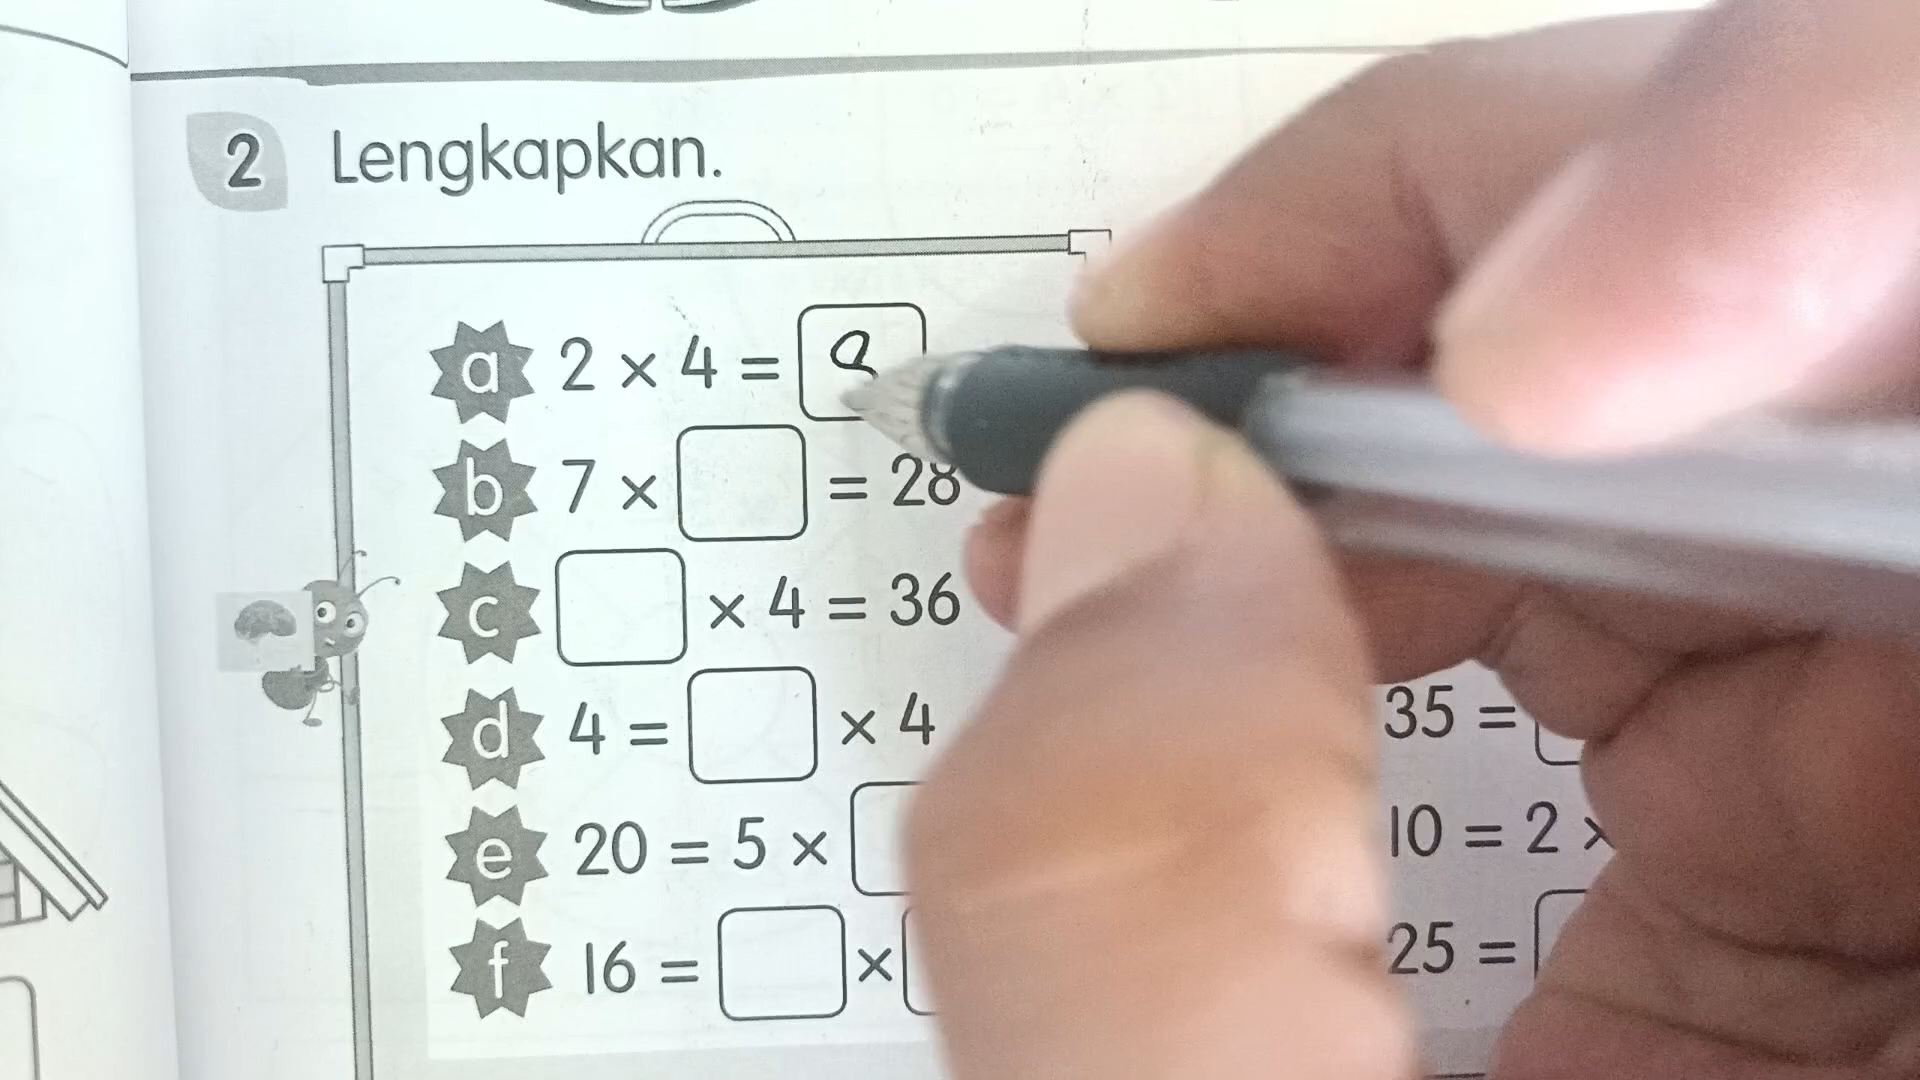 2 Lengkapkan.
a 2 × 4 = 8
b 7 × = 28
c × 4 = 36
d 4 = × 4
e 20 = 5 ×
f 16 = ×
35 =
10 = 2 ×
25 =